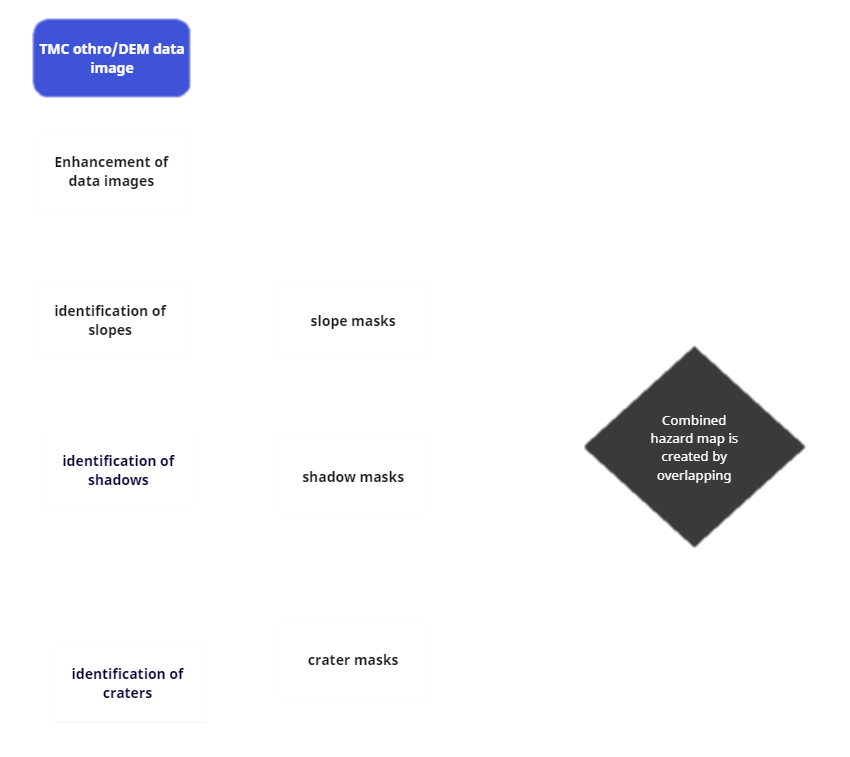 TMC othro/DEM data
image
Enhancement of
data images
identification of
slopes
slope masks
Combined
hazard map is
created by
overlapping
identification of
shadows
shadow masks
identification of
craters
crater masks